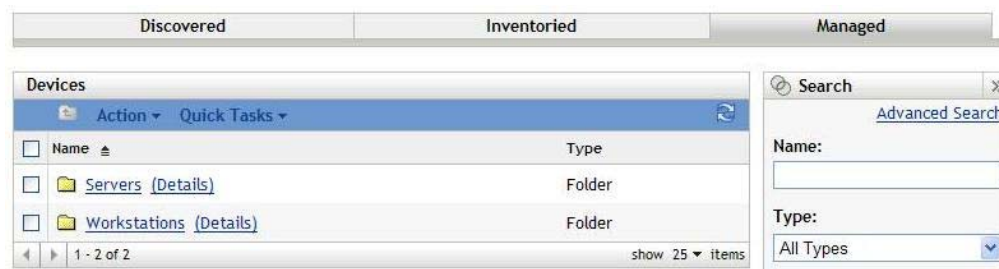 Discovered
Inventoried
Managed
Devices
Action Quick Tasks
Name Type
Servers (Details) Folder
Workstations (Details) Folder
1 - 2 of 2 show 25 items
Search
Advanced Search
Name:
Type:
All Types